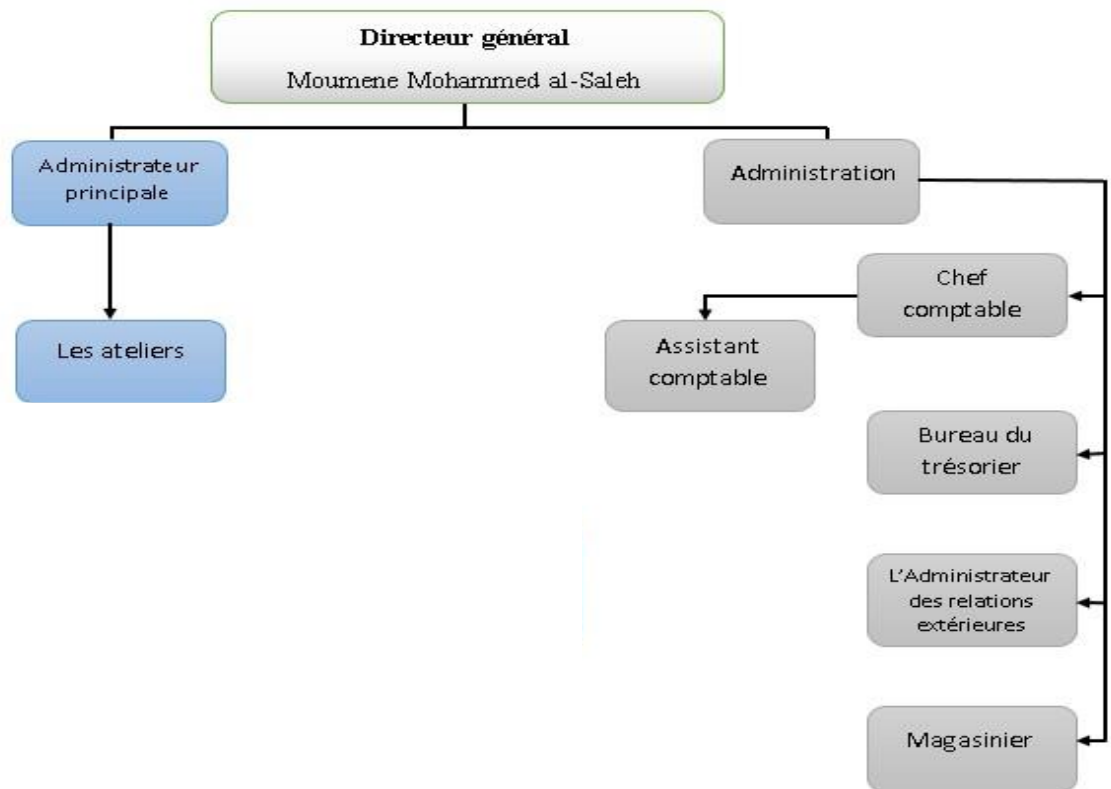 Directeur général
Moumene Mohammed al-Saleh
Administrateur
principale
Administration
Les ateliers
Chef
comptable
Assistant
comptable
Bureau du
trésorier
L'Administrateur
des relations
extérieures
Magasinier